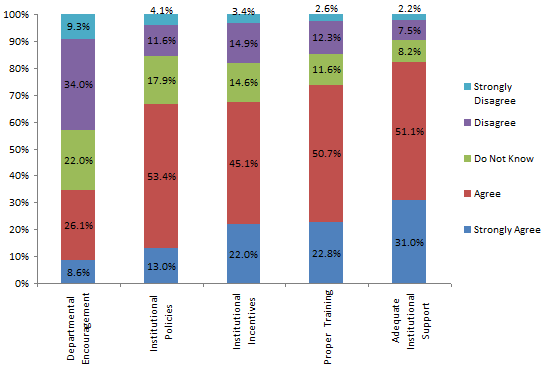 4.1% 3.4% 2.6% 2.2%
100%
90%
80%
70%
60%
50%
40%
30%
20%
10%
0%
9.3%
34.0%
22.0%
26.1%
8.6%
11.6%
17.9%
53.4%
13.0%
14.9%
14.6%
45.1%
22.0%
12.3%
11.6%
50.7%
22.8%
7.5%
8.2%
51.1%
31.0%
Departmental
Encouragement
Institutional
Policies
Institutional
Incentives
Proper Training
Adequate
Institutional
Support
Strongly
Disagree
Disagree
Do Not Know
Agree
Strongly Agree